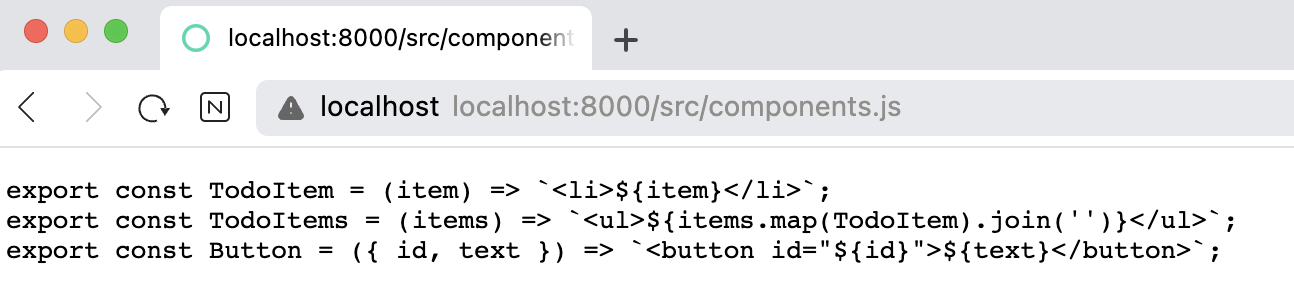 localhost:8000/src/component
N
localhost localhost:8000/src/components.js
export const TodoItem = (item) => `<li>${item}</li>`;
export const TodoItems = (items) => `<ul>${items.map(TodoItem).join('')}</ul>`;
export const Button = ({ id, text }) => `<button id="${id}">${text}</button>`;